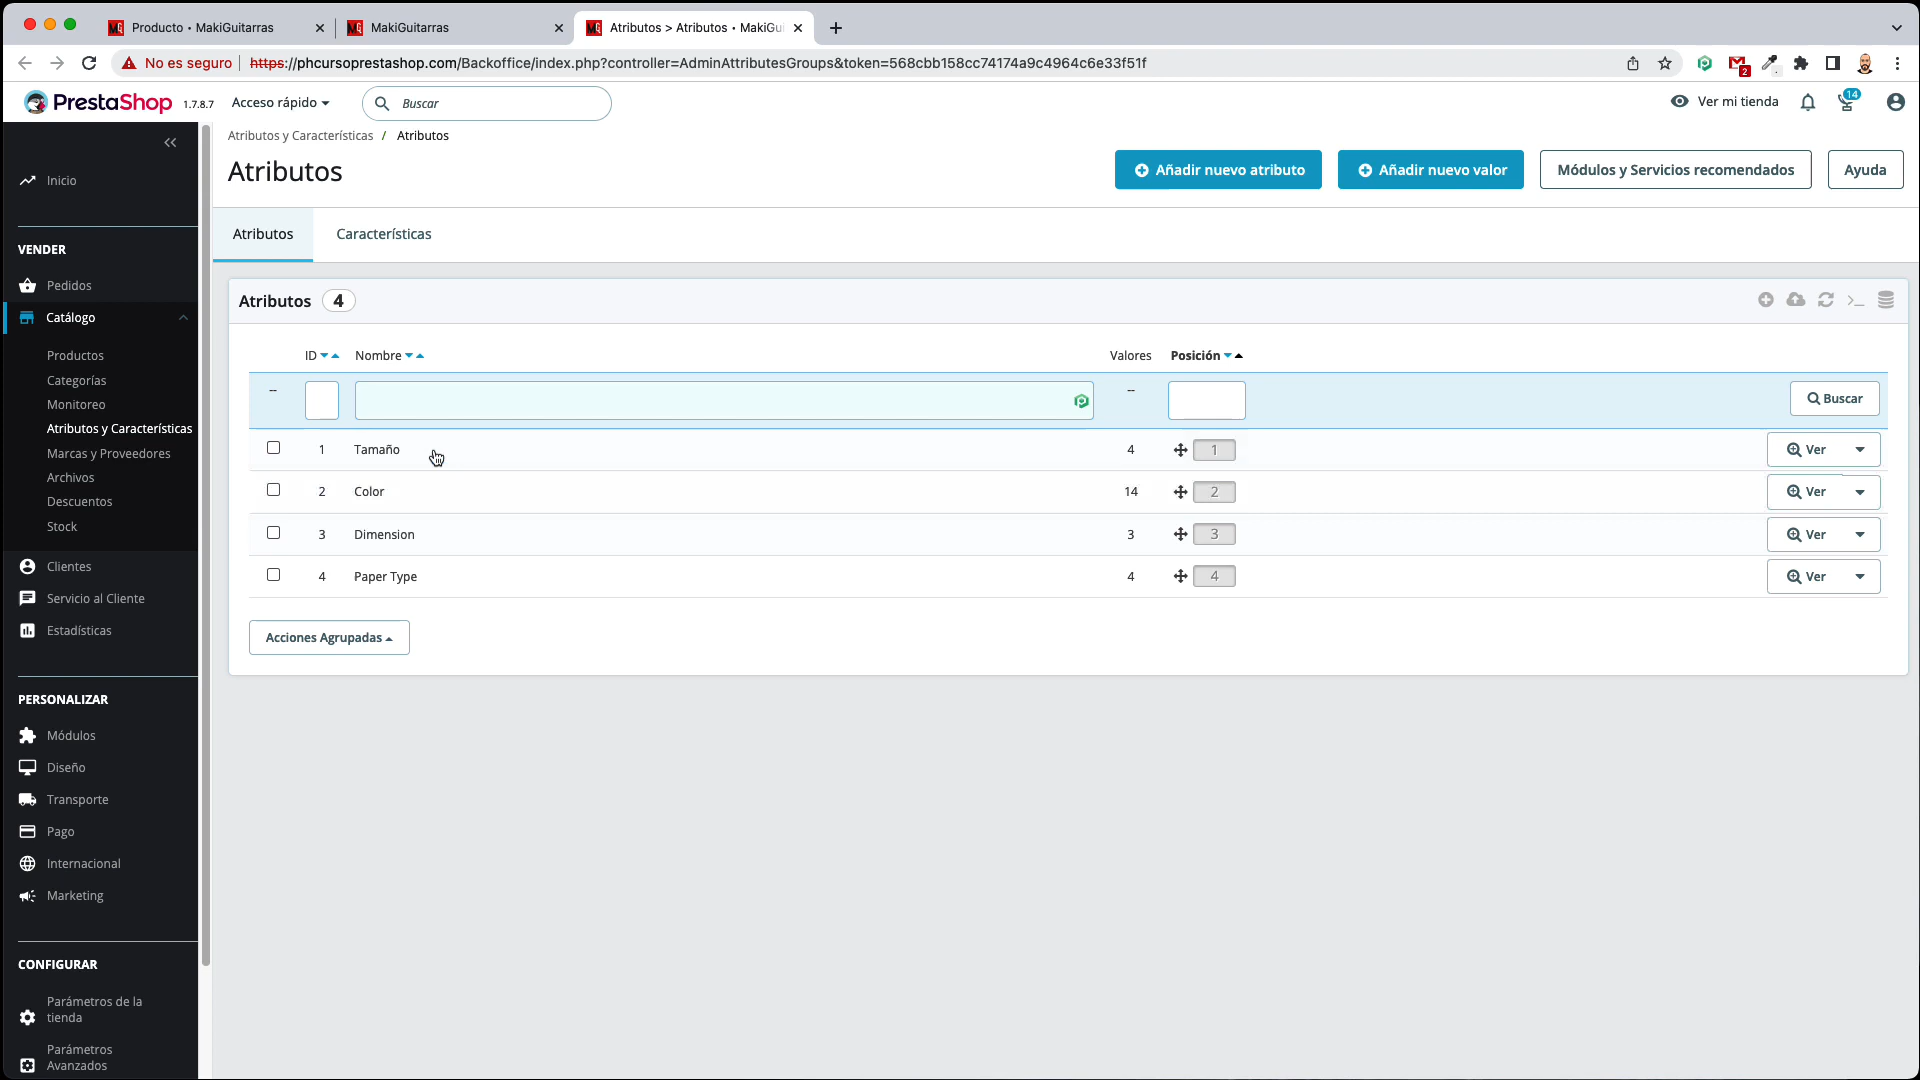 Producto • MakiGuitarras
MakiGuitarras
Atributos > Atributos • MakiGui
No es seguro
https://phcursoprestashop.com/Backoffice/index.php?controller=AdminAttributesGroups&token=568cbb158cc74174a9c4964c6e33f51f
2
PrestaShop 1.7.8.7
Acceso rápido
Buscar
Ver mi tienda
14
Atributos y Características / Atributos
Atributos
Añadir nuevo atributo
Añadir nuevo valor
Módulos y Servicios recomendados
Ayuda
Atributos
Características
Inicio
VENDER
Pedidos
Catálogo
Productos
Categorías
Monitoreo
Atributos y Características
Marcas y Proveedores
Archivos
Descuentos
Stock
Clientes
Servicio al Cliente
Estadísticas
PERSONALIZAR
Módulos
Diseño
Transporte
Pago
Internacional
Marketing
CONFIGURAR
Parámetros de la
tienda
Parámetros
Avanzados
Atributos 4
ID Nombre Valores Posición
-- -- Buscar
1 Tamaño 4 1 Ver
2 Color 14 2 Ver
3 Dimension 3 3 Ver
4 Paper Type 4 4 Ver
Acciones Agrupadas